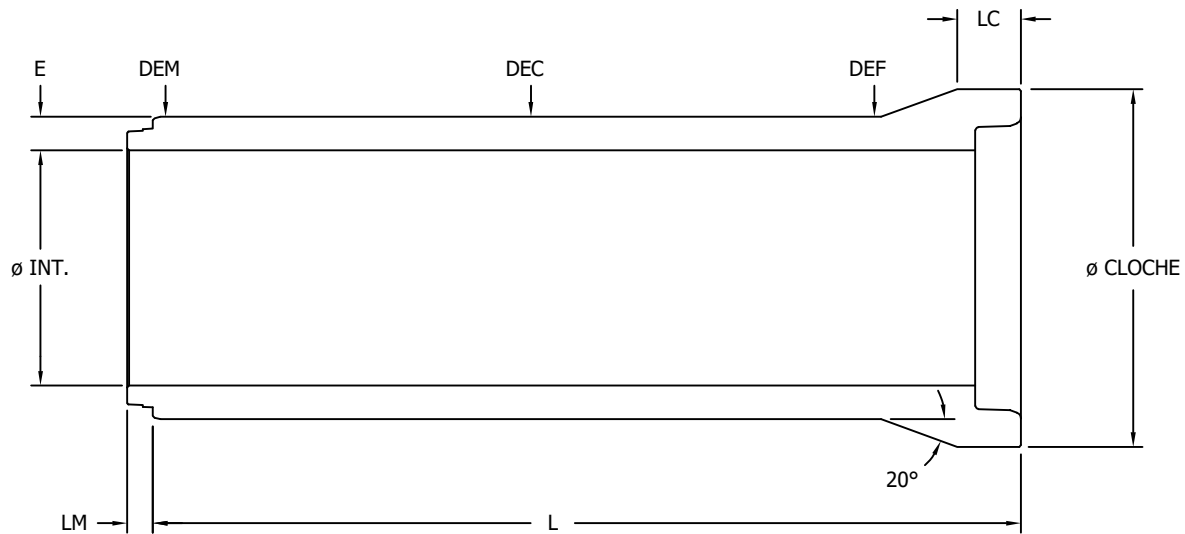 LC
E
DEM
DEC
DEF
ø INT.
ø CLOCHE
20°
LM
L